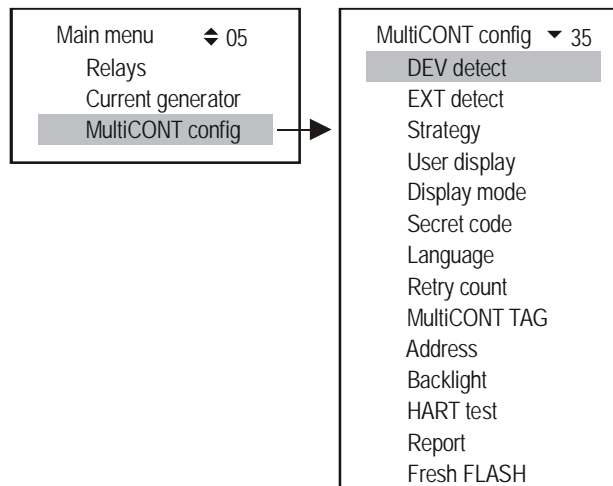 Main menu 05
Relays
Current generator
MultiCONT config
MultiCONT config 35
DEV detect
EXT detect
Strategy
User display
Display mode
Secret code
Language
Retry count
MultiCONT TAG
Address
Backlight
HART test
Report
Fresh FLASH